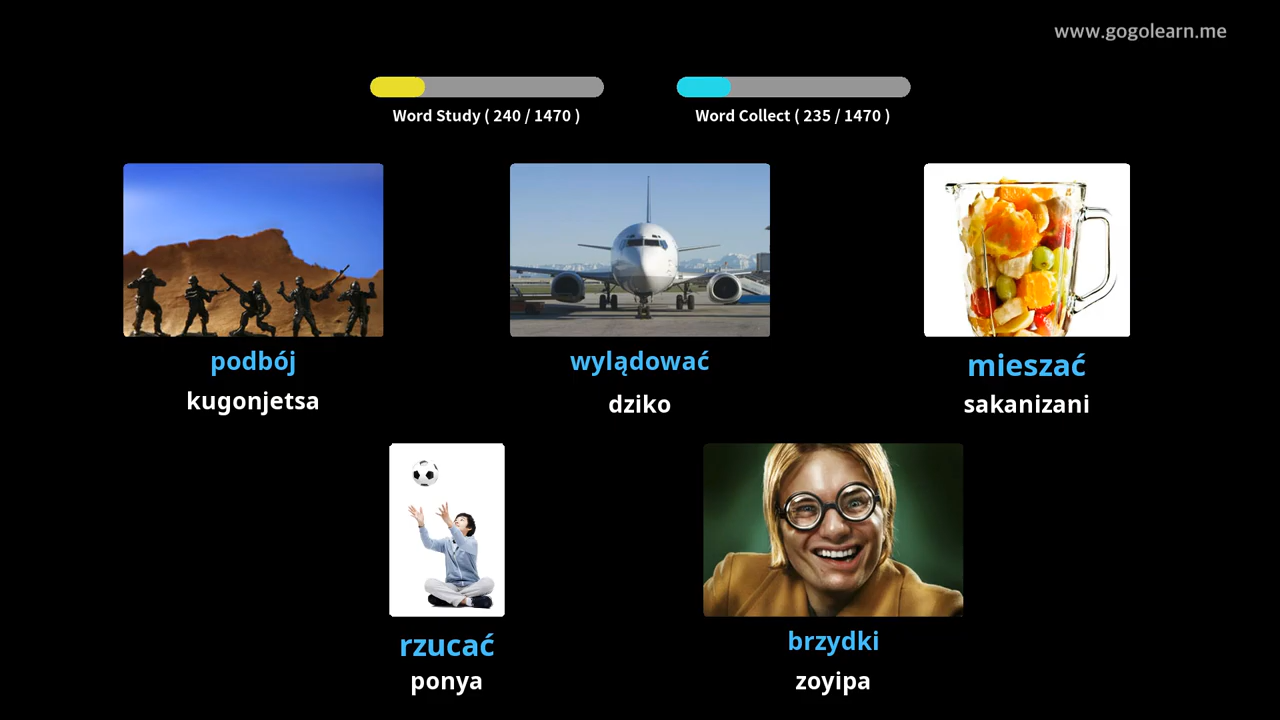 www.gogolearn.me
Word Study ( 240 / 1470 )
Word Collect ( 235 / 1470 )
podbój
wylądować
mieszać
kugonjetsa
dziko
sakanizani
rzucać
brzydki
ponya
zoyipa